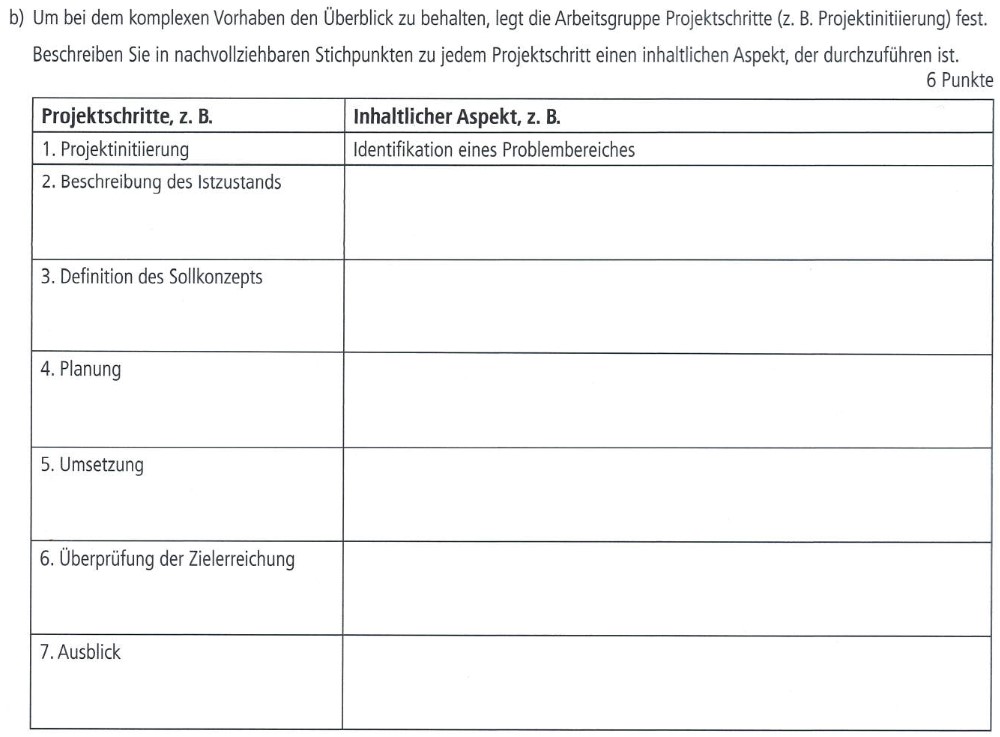 b) Um bei dem komplexen Vorhaben den Überblick zu behalten, legt die Arbeitsgruppe Projektschritte (z. B. Projektinitiierung) fest.
Beschreiben Sie in nachvollziehbaren Stichpunkten zu jedem Projektschritt einen inhaltlichen Aspekt, der durchzuführen ist.
6 Punkte
Projektschritte, z. B. Inhaltlicher Aspekt, z. B.
1. Projektinitiierung Identifikation eines Problembereiches
2. Beschreibung des Istzustands
3. Definition des Sollkonzepts
4. Planung
5. Umsetzung
6. Überprüfung der Zielerreichung
7. Ausblick